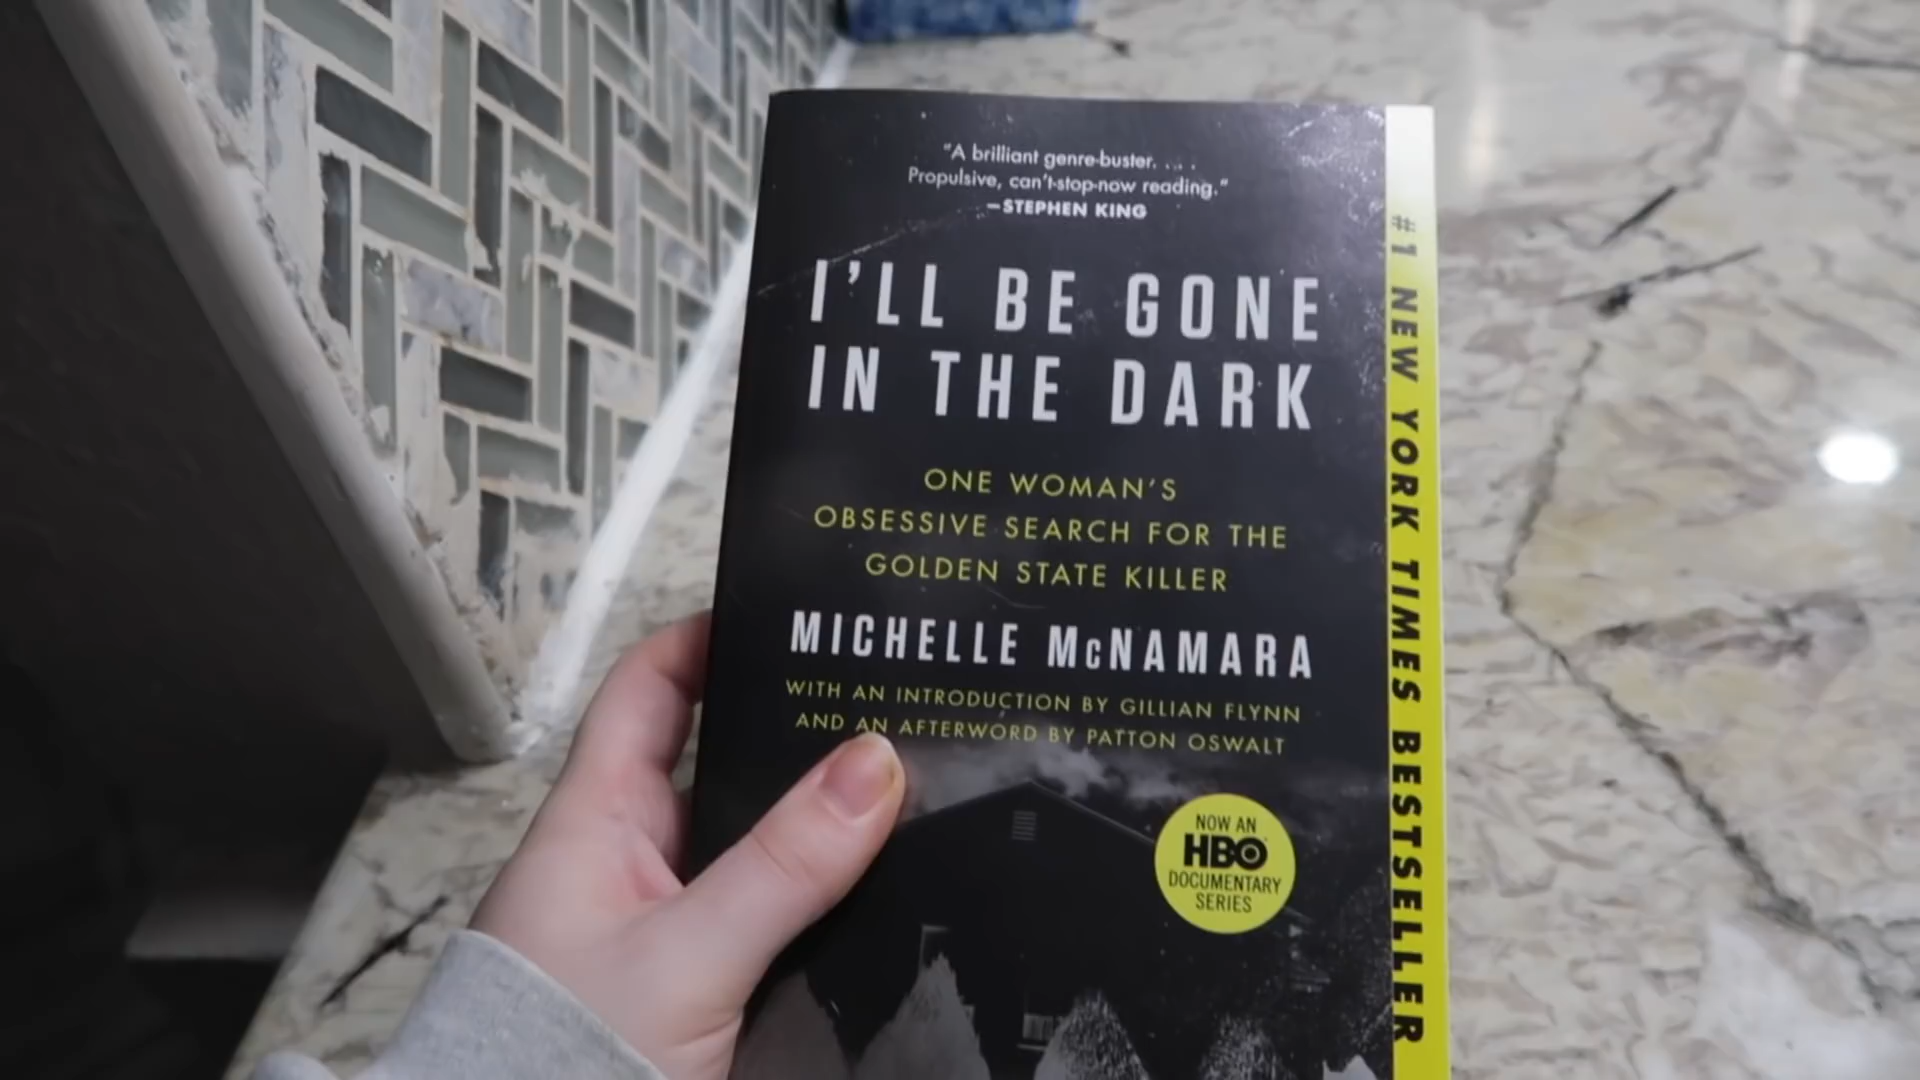 "A brilliant genre-buster. . . .
Propulsive, can't-stop-now reading."
—STEPHEN KING
I'LL BE GONE
IN THE DARK
ONE WOMAN'S
OBSESSIVE SEARCH FOR THE
GOLDEN STATE KILLER
MICHELLE McNAMARA
WITH AN INTRODUCTION BY GILLIAN FLYNN
AND AN AFTERWORD BY PATTON OSWALT
NOW AN
HBO
DOCUMENTARY
SERIES
#1 NEW YORK TIMES BESTSELLER